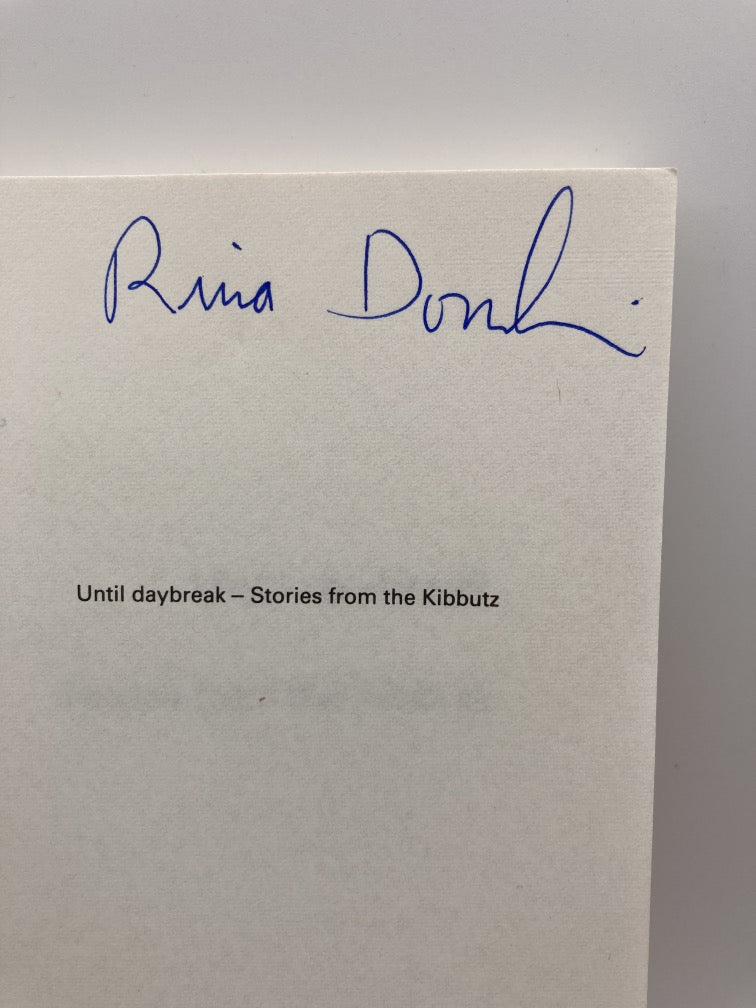 Rina
Until daybreak – Stories from the Kibbutz